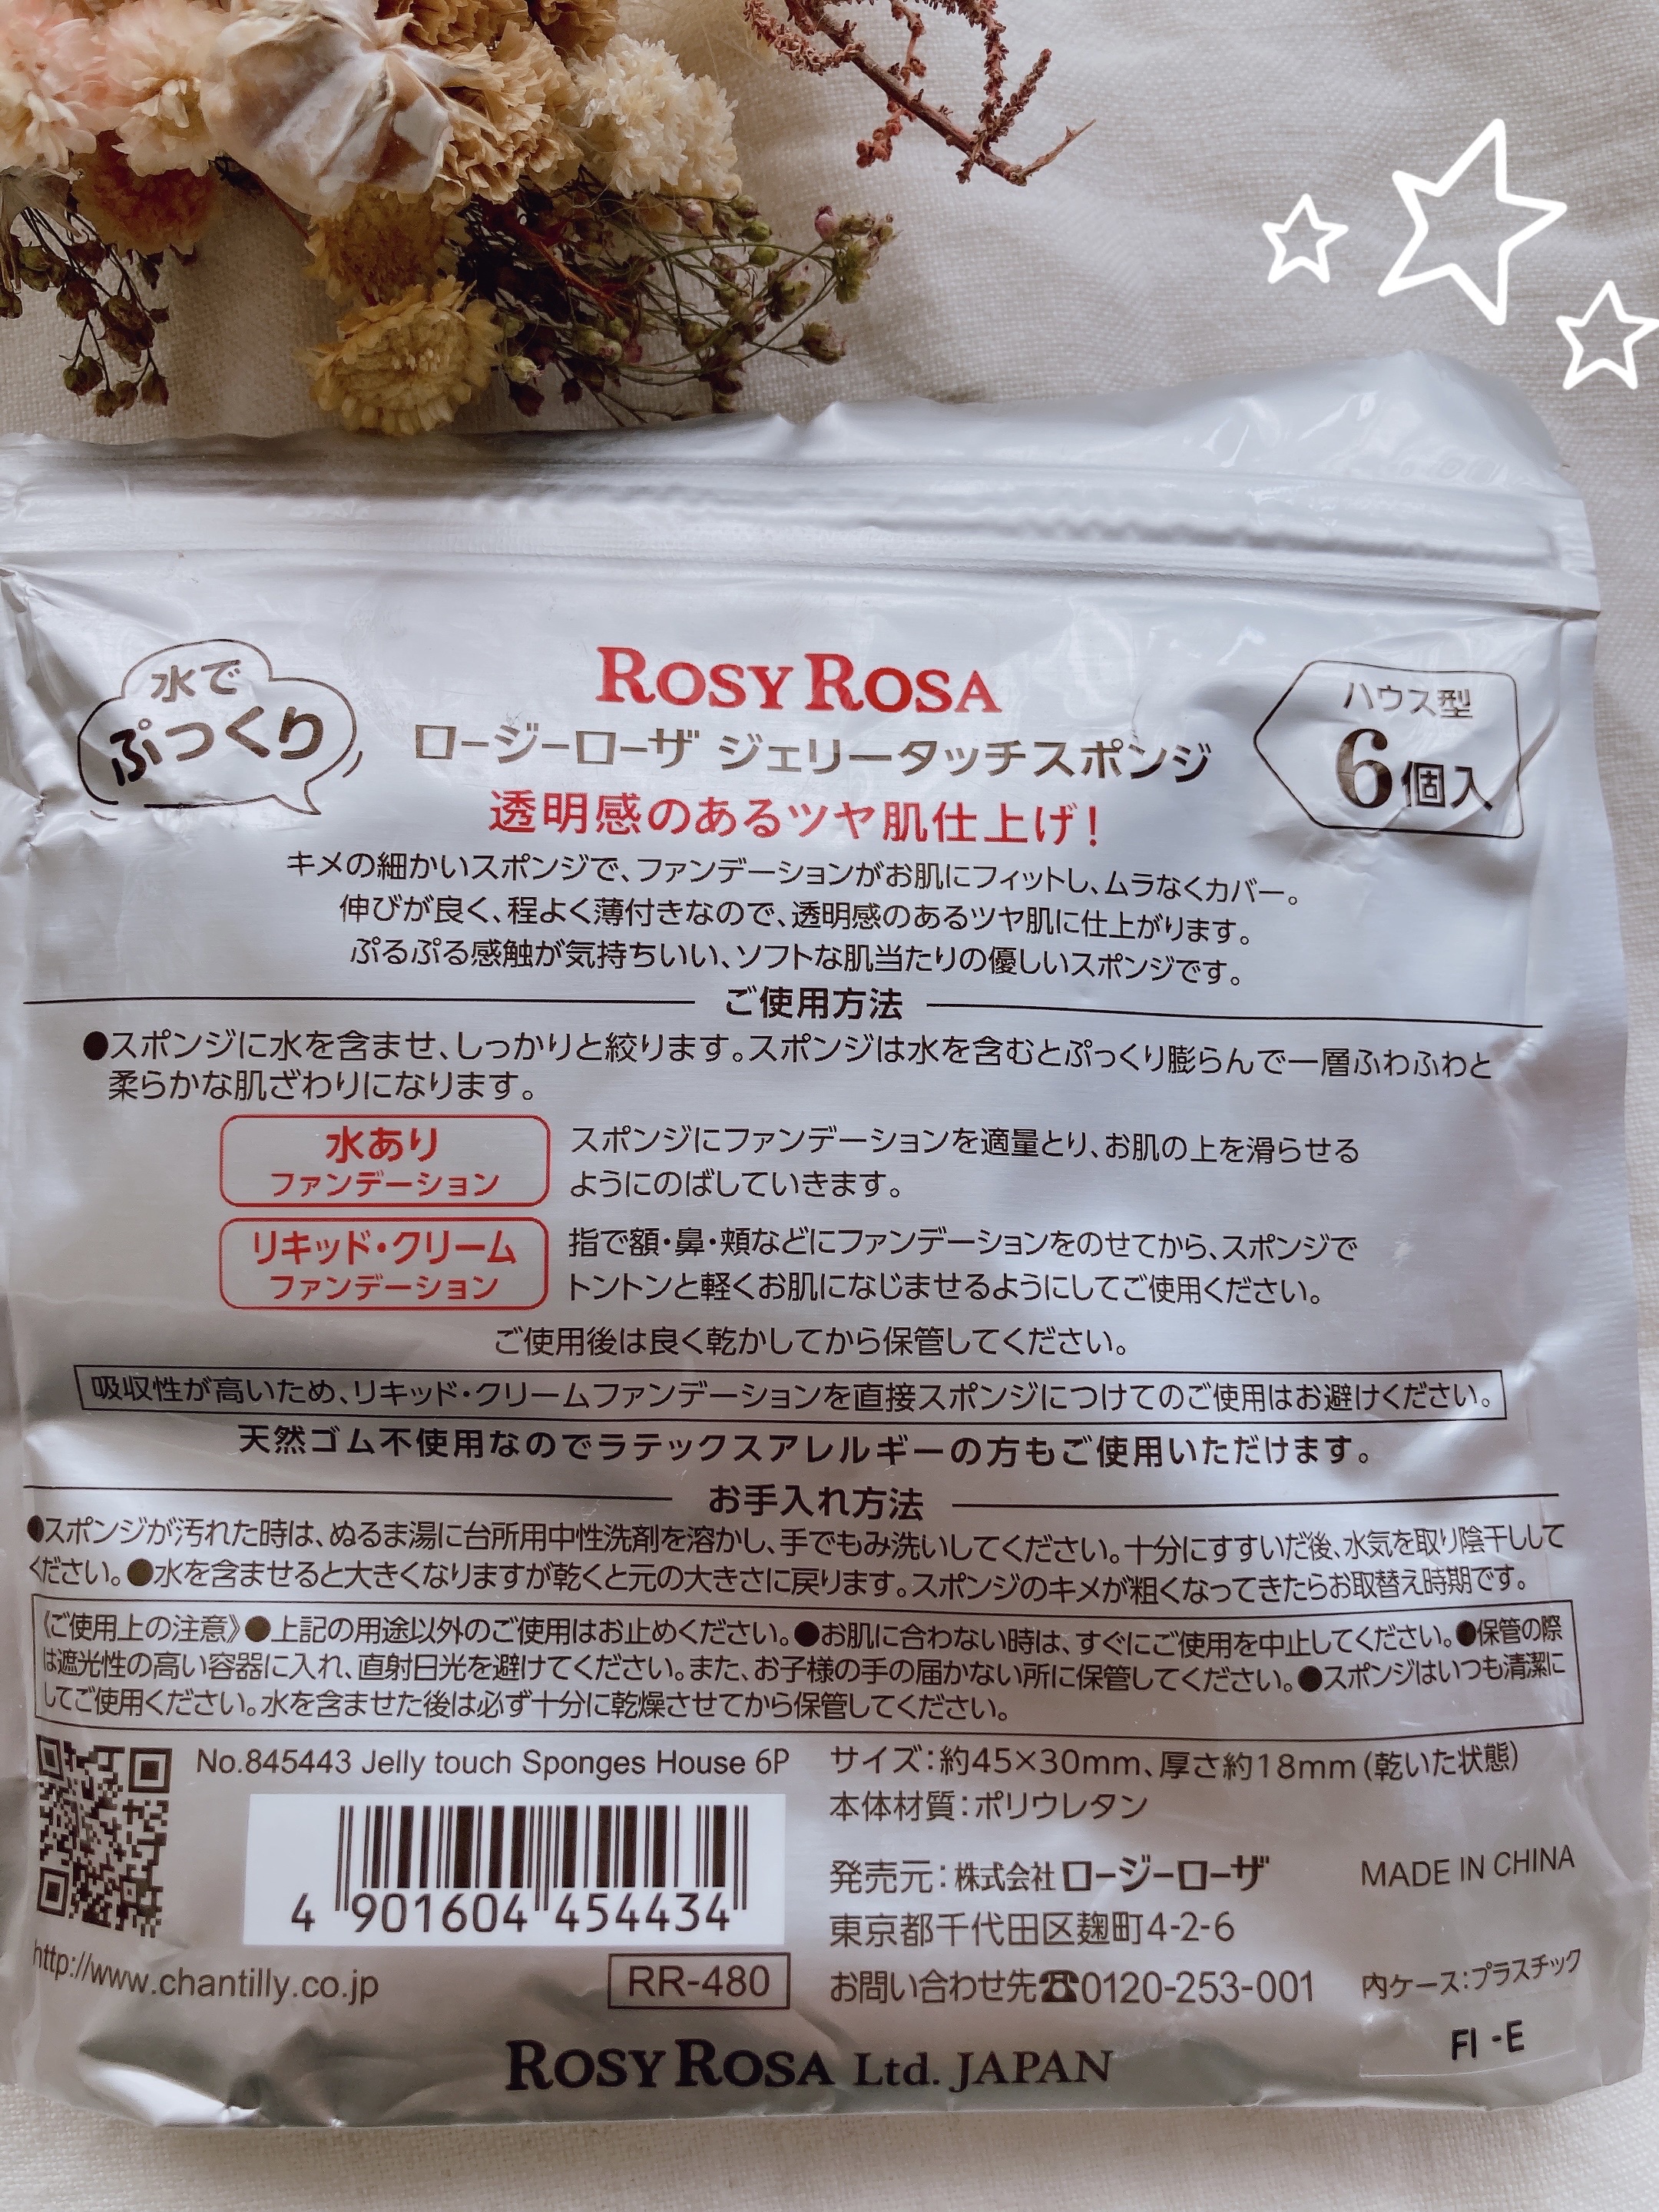 水で
ぷっくり
ROSY ROSA
ロージーローザ ジェリータッチスポンジ
ハウス型
6個入
透明感のあるツヤ肌仕上げ!
キメの細かいスポンジで、ファンデーションがお肌にフィットし、ムラなくカバー。
伸びが良く、程よく薄付きなので、透明感のあるツヤ肌に仕上がります。
ぷるぷる感触が気持ちいい、ソフトな肌当たりの優しいスポンジです。
ご使用方法
●スポンジに水を含ませ、しっかりと絞ります。スポンジは水を含むとぷっくり膨らんで一層ふわふわと
柔らかな肌ざわりになります。
水あり
ファンデーション
スポンジにファンデーションを適量とり、お肌の上を滑らせる
ようにのばしていきます。
リキッド・クリーム
ファンデーション
指で額・鼻・頬などにファンデーションをのせてから、スポンジで
トントンと軽くお肌になじませるようにしてご使用ください。
ご使用後は良く乾かしてから保管してください。
吸収性が高いため、リキッド・クリームファンデーションを直接スポンジにつけてのご使用はお避けください。
天然ゴム不使用なのでラテックスアレルギーの方もご使用いただけます。
お手入れ方法
●スポンジが汚れた時は、ぬるま湯に台所用中性洗剤を溶かし、手でもみ洗いしてください。十分にすすいだ後、水気を取り陰干しして
ください。●水を含ませると大きくなりますが乾くと元の大きさに戻ります。スポンジのキメが粗くなってきたらお取替え時期です。
《ご使用上の注意》●上記の用途以外のご使用はお止めください。●お肌に合わない時は、すぐにご使用を中止してください。●保管の際
は遮光性の高い容器に入れ、直射日光を避けてください。また、お子様の手の届かない所に保管してください。●スポンジはいつも清潔に
してご使用ください。水を含ませた後は必ず十分に乾燥させてから保管してください。
No.845443 Jelly touch Sponges House 6P
4 901604 454434
http://www.chantilly.co.jp
RR-480
サイズ:約45×30mm、厚さ約18mm(乾いた状態)
本体材質:ポリウレタン
発売元:株式会社ロージーローザ
MADE IN CHINA
東京都千代田区麹町4-2-6
お問い合わせ先☎0120-253-001
内ケース:プラスチック
FI -E
ROSY ROSA Ltd. JAPAN